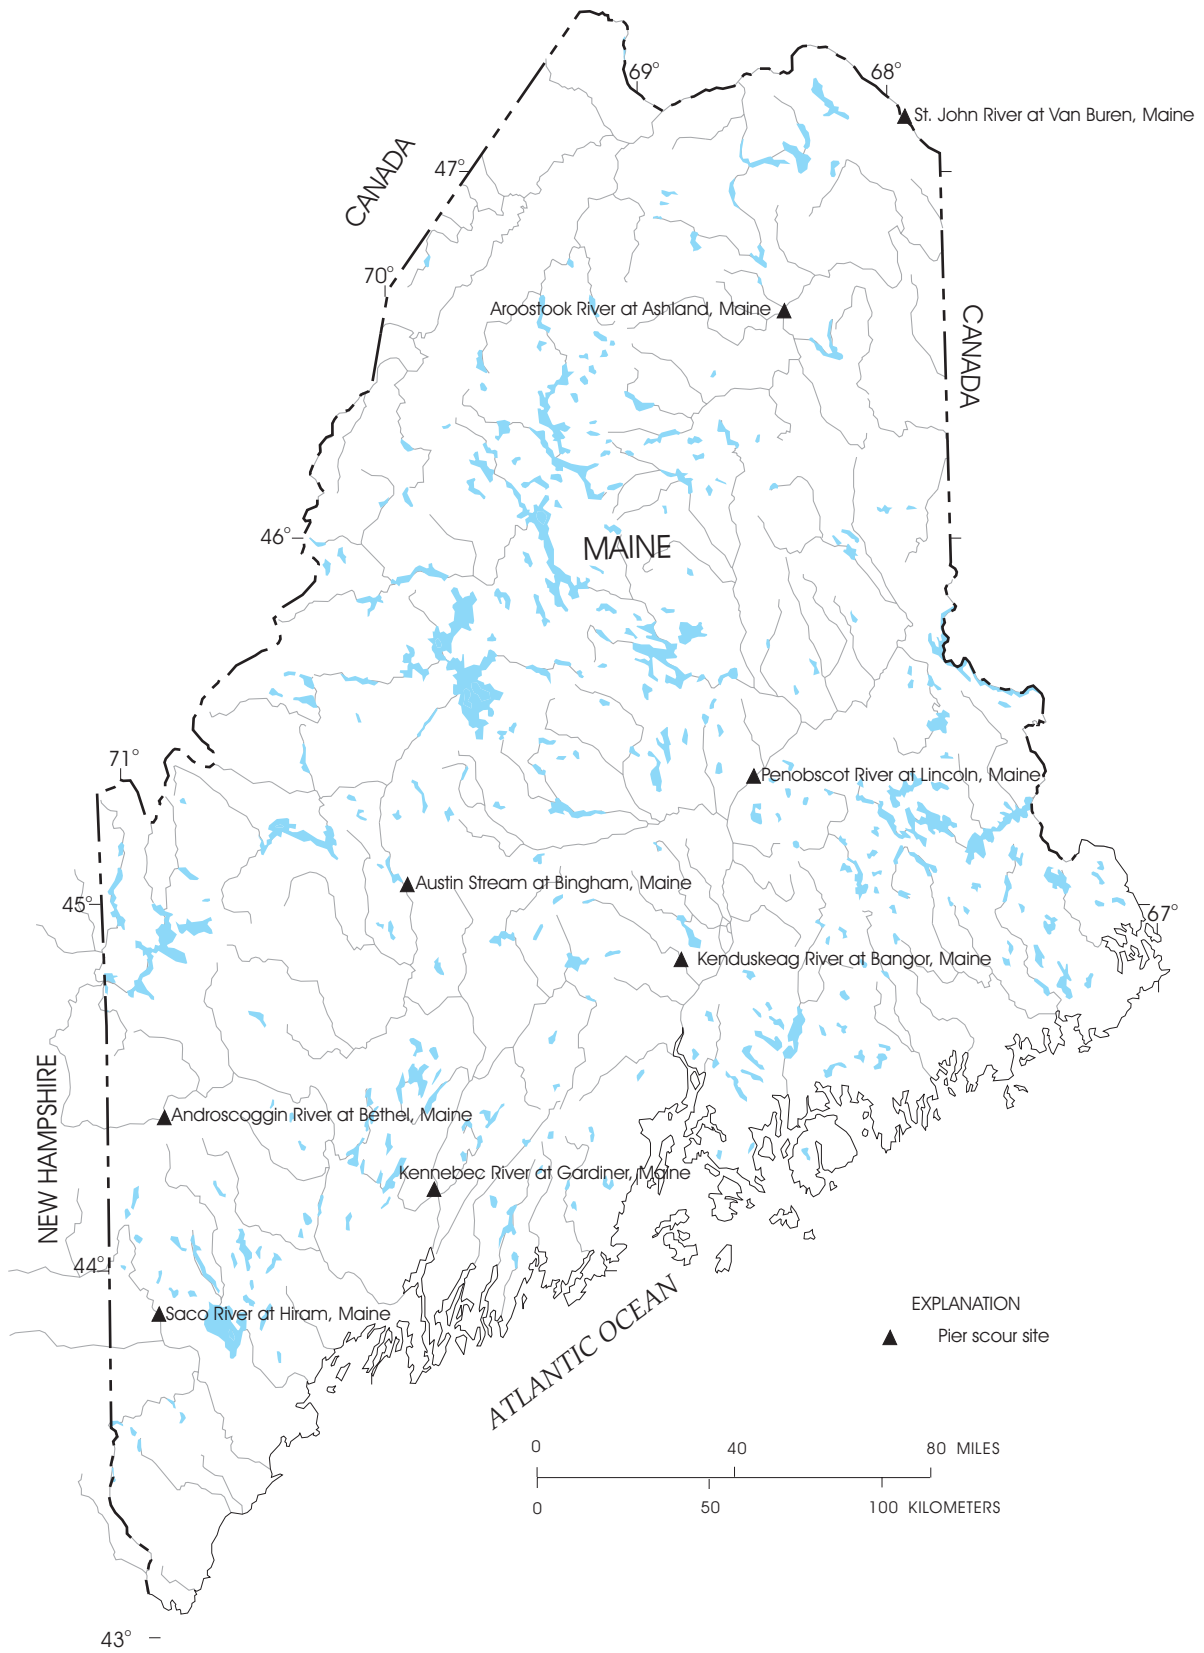 69°
68°
St. John River at Van Buren, Maine
CANADA
47°
70°
Aroostook River at Ashland, Maine
CANADA
46°
MAINE
71°
Penobscot River at Lincoln, Maine
Austin Stream at Bingham, Maine
45°
67°
Kenduskeag River at Bangor, Maine
NEW HAMPSHIRE
Androscoggin River at Bethel, Maine
Kennebec River at Gardiner, Maine
44°
Saco River at Hiram, Maine
ATLANTIC OCEAN
EXPLANATION
Pier scour site
0 40 80 MILES
0 50 100 KILOMETERS
43°